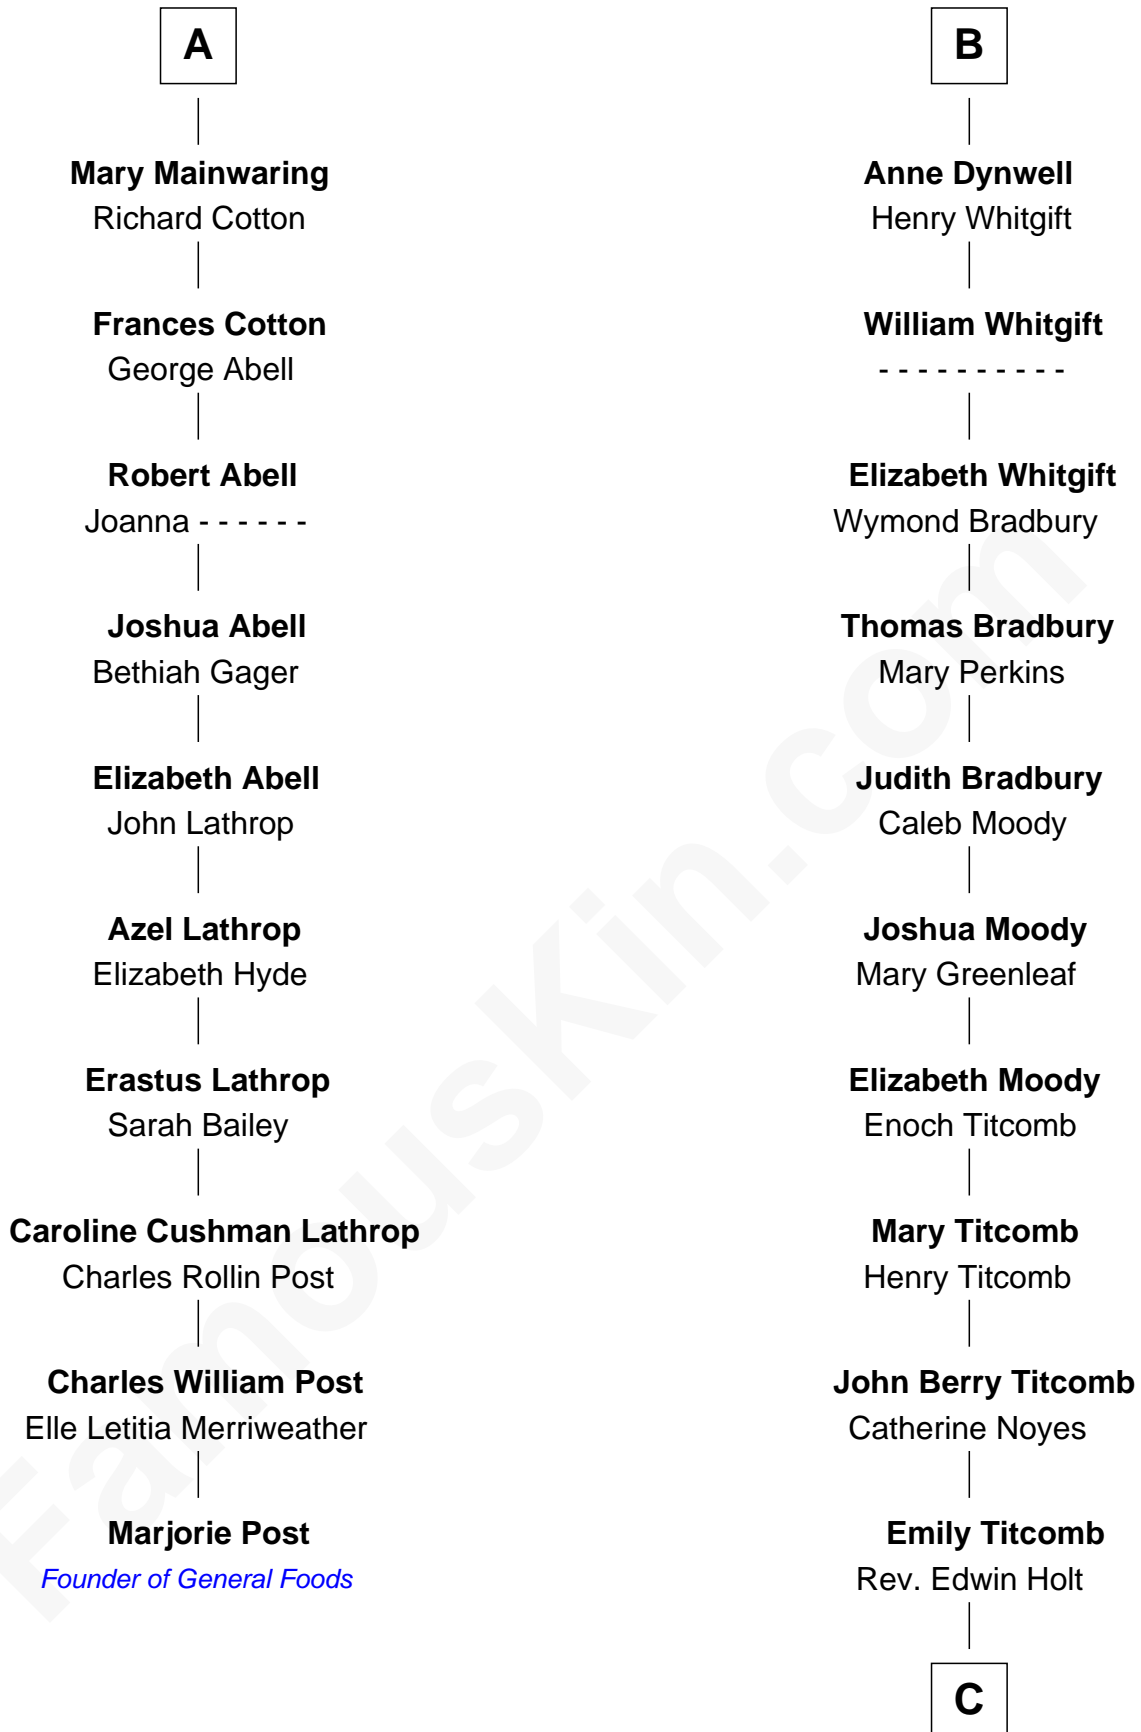 A
Mary Mainwaring
Richard Cotton
Frances Cotton
George Abell
Robert Abell
Joanna - - - - - -
Joshua Abell
Bethiah Gager
Elizabeth Abell
John Lathrop
Azel Lathrop
Elizabeth Hyde
Erastus Lathrop
Sarah Bailey
Caroline Cushman Lathrop
Charles Rollin Post
Charles William Post
Elle Letitia Merriweather
Marjorie Post
Founder of General Foods
B
Anne Dynwell
Henry Whitgift
William Whitgift
- - - - - - - - - -
Elizabeth Whitgift
Wymond Bradbury
Thomas Bradbury
Mary Perkins
Judith Bradbury
Caleb Moody
Joshua Moody
Mary Greenleaf
Elizabeth Moody
Enoch Titcomb
Mary Titcomb
Henry Titcomb
John Berry Titcomb
Catherine Noyes
Emily Titcomb
Rev. Edwin Holt
C
FamousKin.com